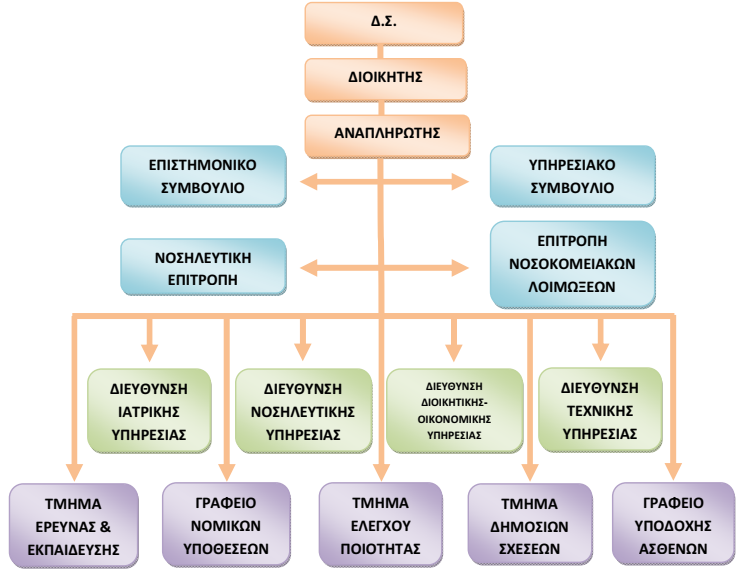 Δ.Σ.
ΔΙΟΙΚΗΤΗΣ
ΑΝΑΠΛΗΡΩΤΗΣ
ΕΠΙΣΤΗΜΟΝΙΚΟ
ΣΥΜΒΟΥΛΙΟ
ΥΠΗΡΕΣΙΑΚΟ
ΣΥΜΒΟΥΛΙΟ
ΝΟΣΗΛΕΥΤΙΚΗ
ΕΠΙΤΡΟΠΗ
ΕΠΙΤΡΟΠΗ
ΝΟΣΟΚΟΜΕΙΑΚΩΝ
ΛΟΙΜΩΞΕΩΝ
ΔΙΕΥΘΥΝΣΗ
ΙΑΤΡΙΚΗΣ
ΥΠΗΡΕΣΙΑΣ
ΔΙΕΥΘΥΝΣΗ
ΝΟΣΗΛΕΥΤΙΚΗΣ
ΥΠΗΡΕΣΙΑΣ
ΔΙΕΥΘΥΝΣΗ
ΔΙΟΙΚΗΤΙΚΗΣ-
ΟΙΚΟΝΟΜΙΚΗΣ
ΥΠΗΡΕΣΙΑΣ
ΔΙΕΥΘΥΝΣΗ
ΤΕΧΝΙΚΗΣ
ΥΠΗΡΕΣΙΑΣ
ΤΜΗΜΑ
ΕΡΕΥΝΑΣ &
ΕΚΠΑΙΔΕΥΣΗΣ
ΓΡΑΦΕΙΟ
ΝΟΜΙΚΩΝ
ΥΠΟΘΕΣΕΩΝ
ΤΜΗΜΑ
ΕΛΕΓΧΟΥ
ΠΟΙΟΤΗΤΑΣ
ΤΜΗΜΑ
ΔΗΜΟΣΙΩΝ
ΣΧΕΣΕΩΝ
ΓΡΑΦΕΙΟ
ΥΠΟΔΟΧΗΣ
ΑΣΘΕΝΩΝ